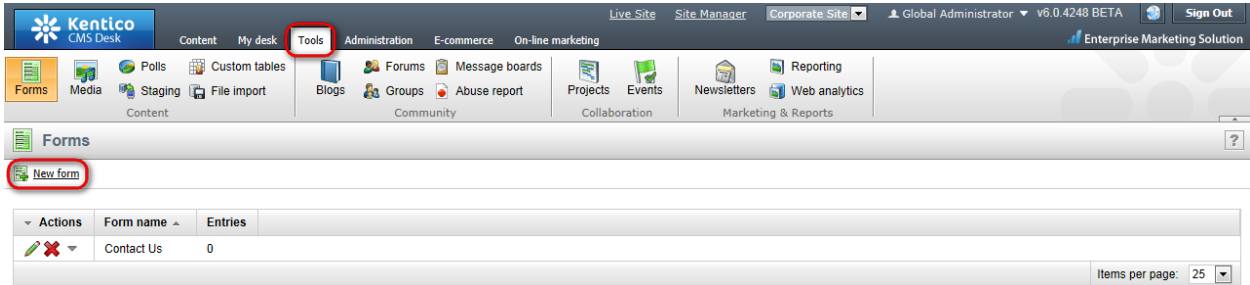 Kentico
CMS Desk
Live Site Site Manager Corporate Site Global Administrator v6.0.4248 BETA Sign Out
Content My desk Tools Administration E-commerce On-line marketing Enterprise Marketing Solution
Polls Custom tables Forums Message boards Reporting
Forms Media Staging File import Blogs Groups Abuse report Projects Events Newsletters Web analytics
Content Community Collaboration Marketing & Reports
Forms ?
New form
Actions Form name Entries
Contact Us 0
Items per page: 25